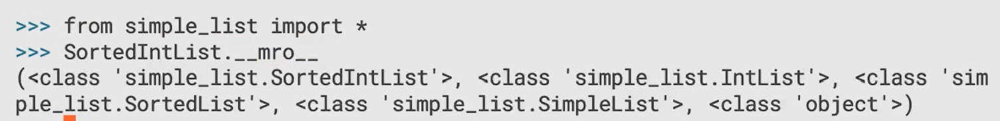 >>> from simple_list import *
>>> SortedIntList.__mro__
(<class 'simple_list.SortedIntList'>, <class 'simple_list.IntList'>, <class 'sim
ple_list.SortedList'>, <class 'simple_list.SimpleList'>, <class 'object'>)